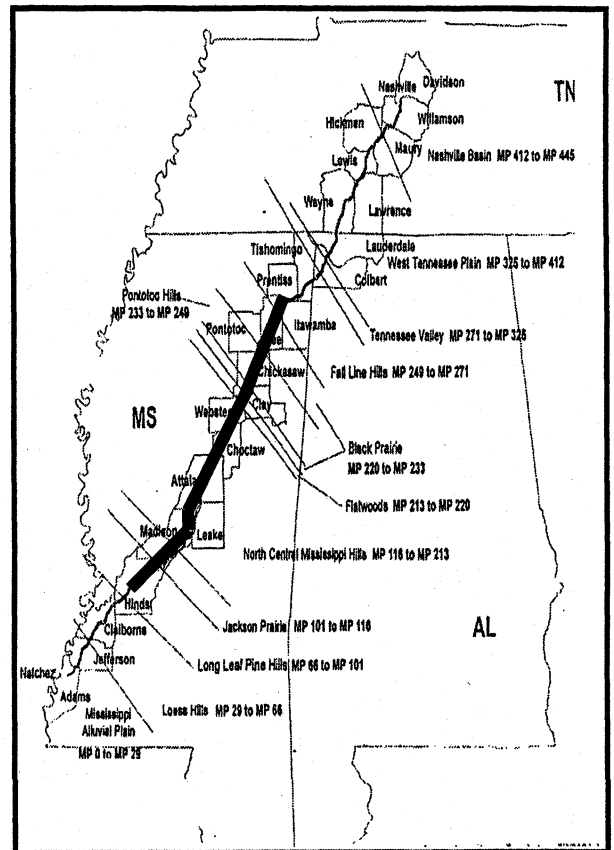 Davidson
Nashville
TN
Williamson
Hickman
Maury
Nashville Basin MP 412 to MP 445
Lewis
Wayne
Lawrence
Lauderdale
Tishomingo
West Tennessee Plain MP 325 to MP 412
Colbert
Prentiss
Pontotoc Hills
MP 233 to MP 249
Itawamba
Tennessee Valley MP 271 to MP 325
Pontotoc
Chickasaw
Fall Line Hills MP 249 to MP 271
MS
Webster
Clay
Choctaw
Black Prairie
MP 220 to MP 233
Attala
Flatwoods MP 213 to MP 220
Madison
Leake
North Central Mississippi Hills MP 116 to MP 213
Hinds
AL
Claiborne
Jackson Prairie MP 101 to MP 116
Jefferson
Long Leaf Pine Hills MP 66 to MP 101
Natchez
Adams
Loess Hills MP 29 to MP 66
Mississippi
Alluvial Plain
MP 0 to MP 29